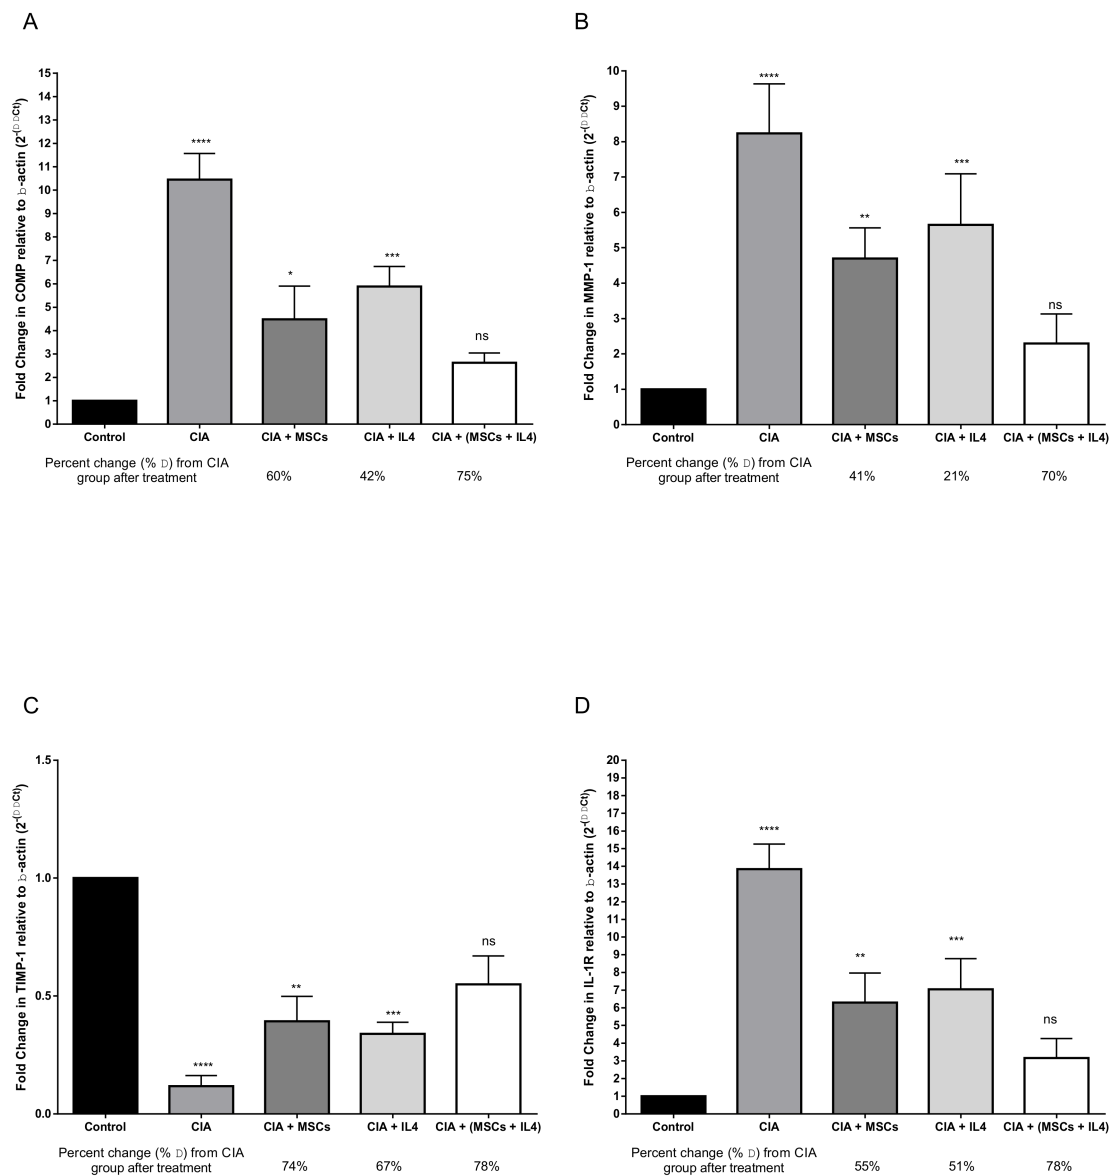 A
Fold Change in COMP relative to b-actin (2-(D DCt))
15
14
13
12
11
10
9
8
7
6
5
4
3
2
1
0
****
*
***
ns
Control CIA CIA + MSCs CIA + IL4 CIA + (MSCs + IL4)
Percent change (% D) from CIA
group after treatment 60% 42% 75%
B
Fold Change in MMP-1 relative to b-actin (2-(D DCt))
10
9
8
7
6
5
4
3
2
1
0
****
**
***
ns
Control CIA CIA + MSCs CIA + IL4 CIA + (MSCs + IL4)
Percent change (% D) from CIA
group after treatment 41% 21% 70%
C
Fold Change in TIMP-1 relative to b-actin (2-(D DCt))
1.5
1.0
0.5
0.0
****
**
***
ns
Control CIA CIA + MSCs CIA + IL4 CIA + (MSCs + IL4)
Percent change (% D) from CIA
group after treatment 74% 67% 78%
D
Fold Change in IL-1R relative to b-actin (2-(D DCt))
20
19
18
17
16
15
14
13
12
11
10
9
8
7
6
5
4
3
2
1
0
****
**
***
ns
Control CIA CIA + MSCs CIA + IL4 CIA + (MSCs + IL4)
Percent change (% D) from CIA
group after treatment 55% 51% 78%